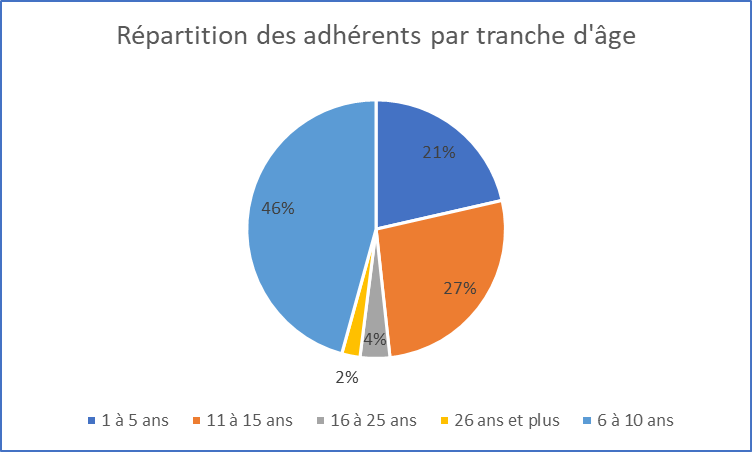 Répartition des adhérents par tranche d'âge
21%
46%
27%
4%
2%
1 à 5 ans 11 à 15 ans 16 à 25 ans 26 ans et plus 6 à 10 ans